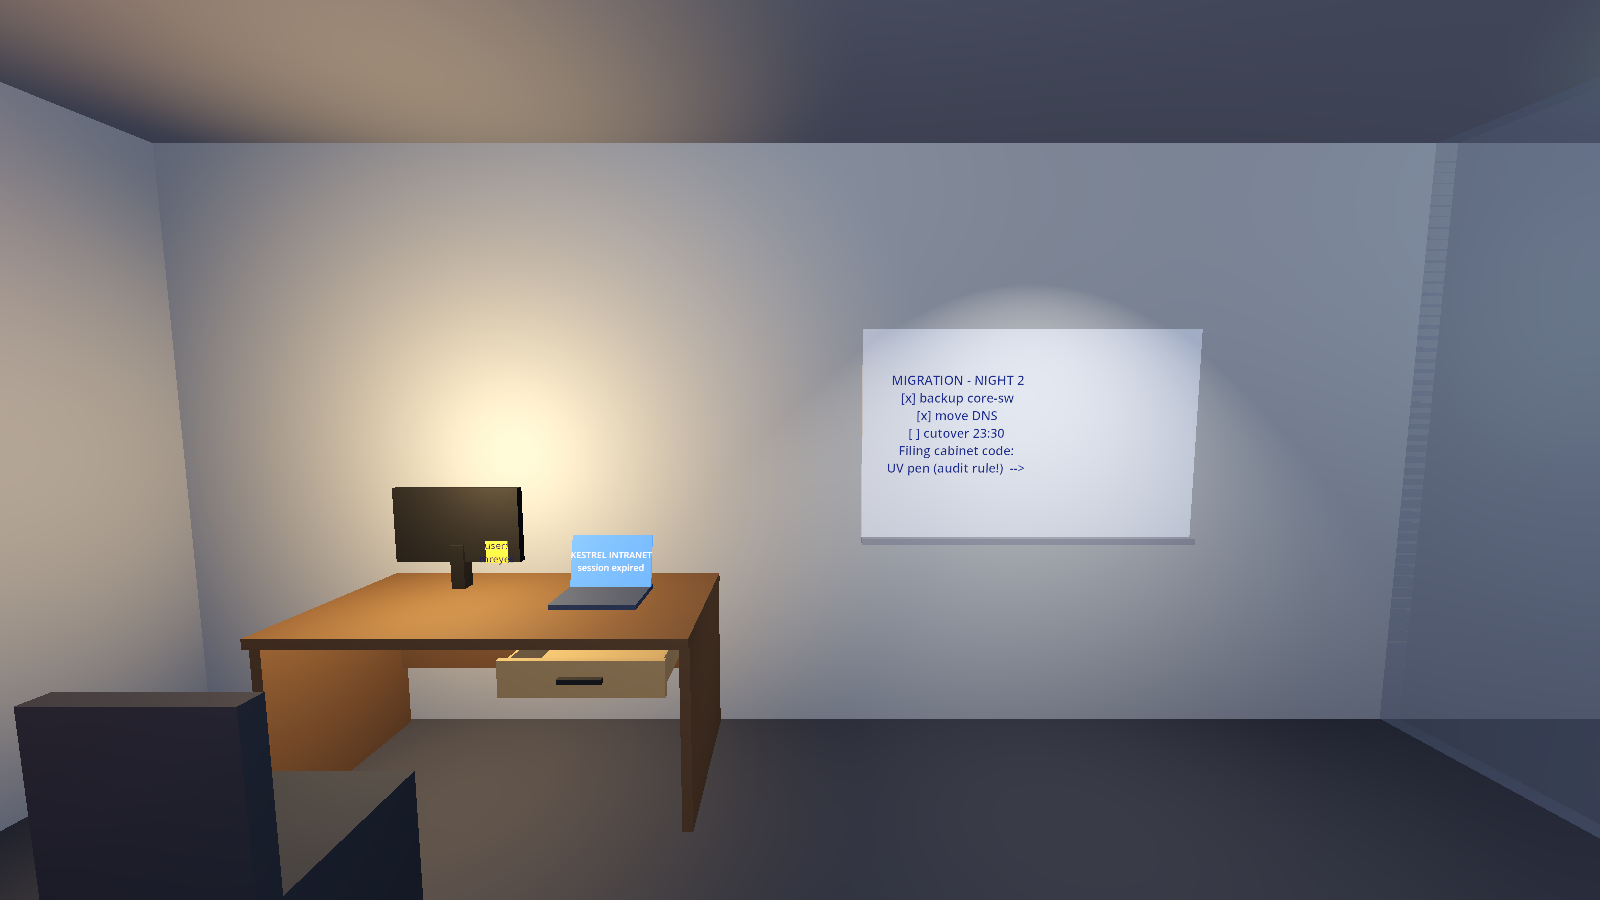 MIGRATION - NIGHT 2
[x] backup core-sw
[x] move DNS
[ ] cutover 23:30
Filing cabinet code:
UV pen (audit rule!) -->
KESTREL INTRANET
session expired